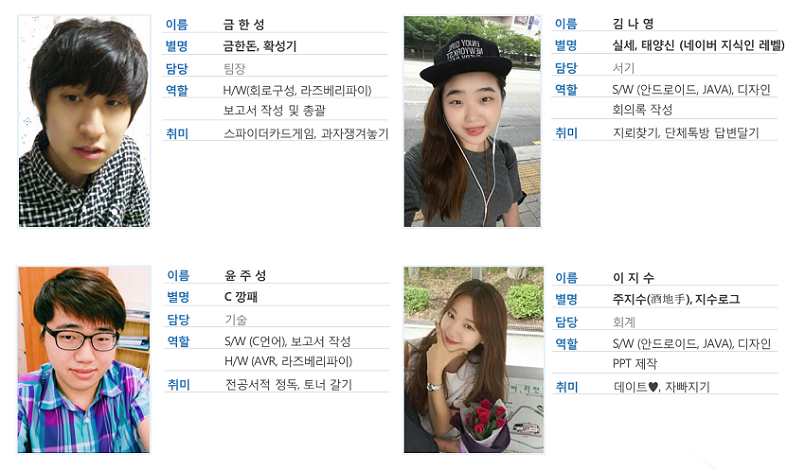 이름 금 한 성
별명 금한돈, 확성기
담당 팀장
역할 H/W(회로구성, 라즈베리파이)
보고서 작성 및 총괄
취미 스파이더카드게임, 과자쟁겨놓기
이름 김 나 영
별명 실세, 태양신 (네이버 지식인 레벨)
담당 서기
역할 S/W (안드로이드, JAVA), 디자인
회의록 작성
취미 지뢰찾기, 단체톡방 답변달기
이름 윤 주 성
별명 C 깡패
담당 기술
역할 S/W (C언어), 보고서 작성
H/W (AVR, 라즈베리파이)
취미 전공서적 정독, 토너 갈기
이름 이 지 수
별명 주지수(酒地手), 지수로그
담당 회계
역할 S/W (안드로이드, JAVA), 디자인
PPT 제작
취미 데이트♥, 자빠지기